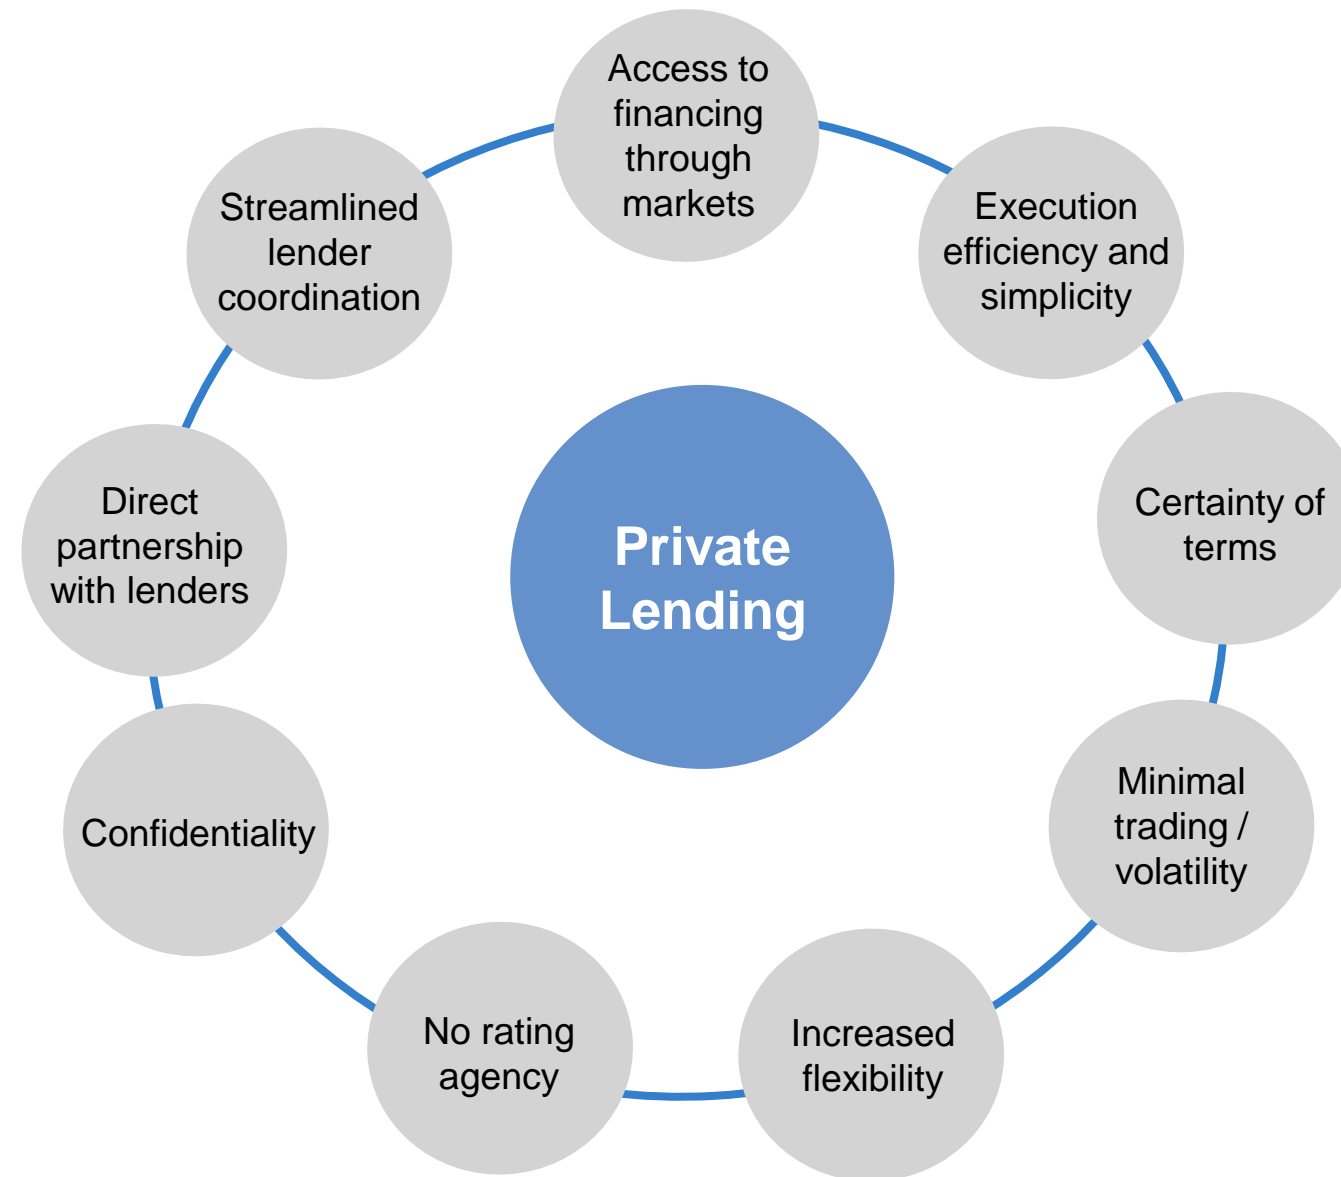 Access to
financing
through
markets
Execution
efficiency and
simplicity
Certainty of
terms
Minimal
trading /
volatility
Increased
flexibility
No rating
agency
Confidentiality
Direct
partnership
with lenders
Streamlined
lender
coordination
Private
Lending